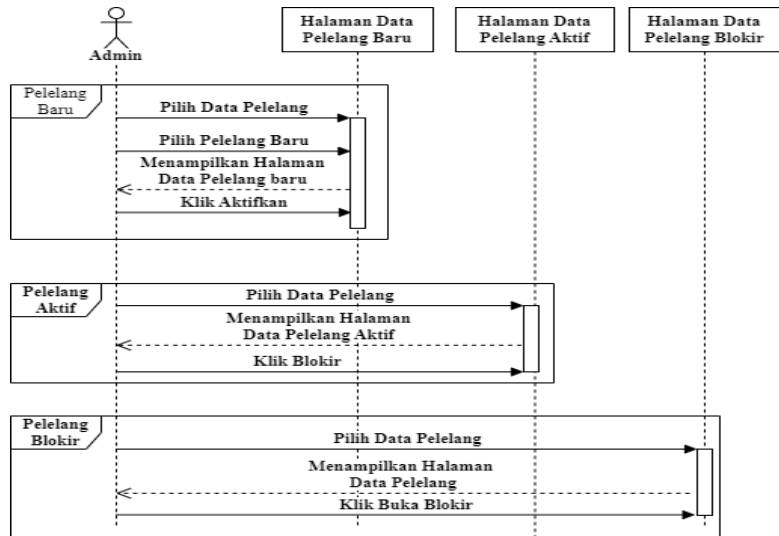 Admin
Halaman Data
Pelelang Baru
Halaman Data
Pelelang Aktif
Halaman Data
Pelelang Blokir
Pelelang
Baru
Pilih Data Pelelang
Pilih Pelelang Baru
Menampilkan Halaman
Data Pelelang baru
Klik Aktifkan
Pelelang
Aktif
Pilih Data Pelelang
Menampilkan Halaman
Data Pelelang Aktif
Klik Blokir
Pelelang
Blokir
Pilih Data Pelelang
Menampilkan Halaman
Data Pelelang
Klik Buka Blokir